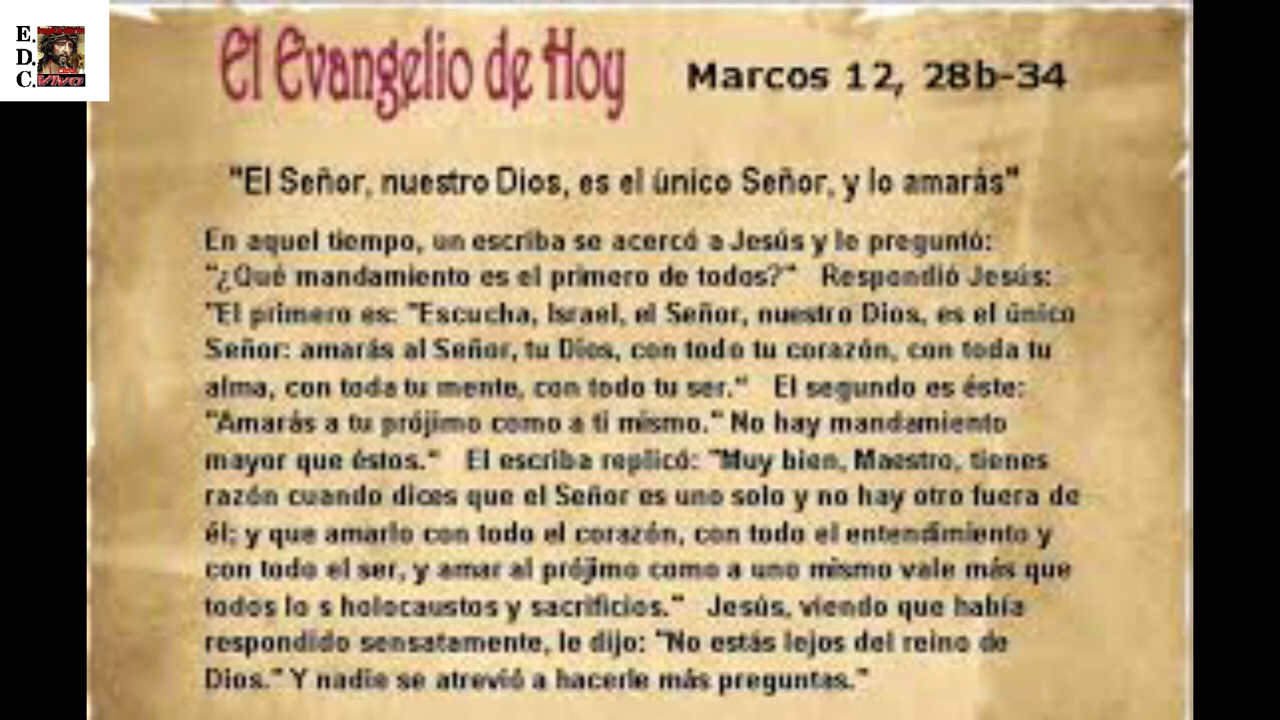 E.
D.
C.
VIVO
El Evangelio de Hoy
Marcos 12, 28b-34
"El Señor, nuestro Dios, es el único Señor, y lo amarás"
En aquel tiempo, un escriba se acercó a Jesús y le preguntó:
"¿Qué mandamiento es el primero de todos?" Respondió Jesús:
"El primero es: "Escucha, Israel, el Señor, nuestro Dios, es el único
Señor: amarás al Señor, tu Dios, con todo tu corazón, con toda tu
alma, con toda tu mente, con todo tu ser." El segundo es éste:
"Amarás a tu prójimo como a ti mismo." No hay mandamiento
mayor que éstos." El escriba replicó: "Muy bien, Maestro, tienes
razón cuando dices que el Señor es uno solo y no hay otro fuera de
él; y que amarlo con todo el corazón, con todo el entendimiento y
con todo el ser, y amar al prójimo como a uno mismo vale más que
todos lo s holocaustos y sacrificios." Jesús, viendo que había
respondido sensatamente, le dijo: "No estás lejos del reino de
Dios." Y nadie se atrevió a hacerle más preguntas."